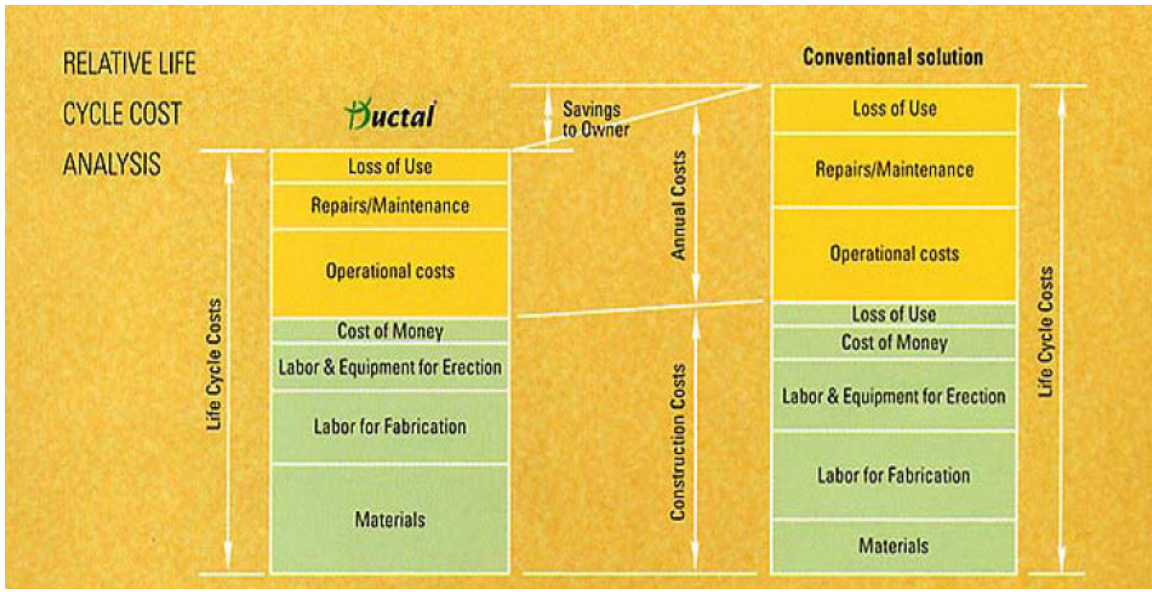 RELATIVE LIFE
CYCLE COST
ANALYSIS
Ductal®
Loss of Use
Repairs/Maintenance
Operational costs
Cost of Money
Labor & Equipment for Erection
Labor for Fabrication
Materials
Life Cycle Costs
Savings
to Owner
Annual Costs
Construction Costs
Conventional solution
Loss of Use
Repairs/Maintenance
Operational costs
Loss of Use
Cost of Money
Labor & Equipment for Erection
Labor for Fabrication
Materials
Life Cycle Costs